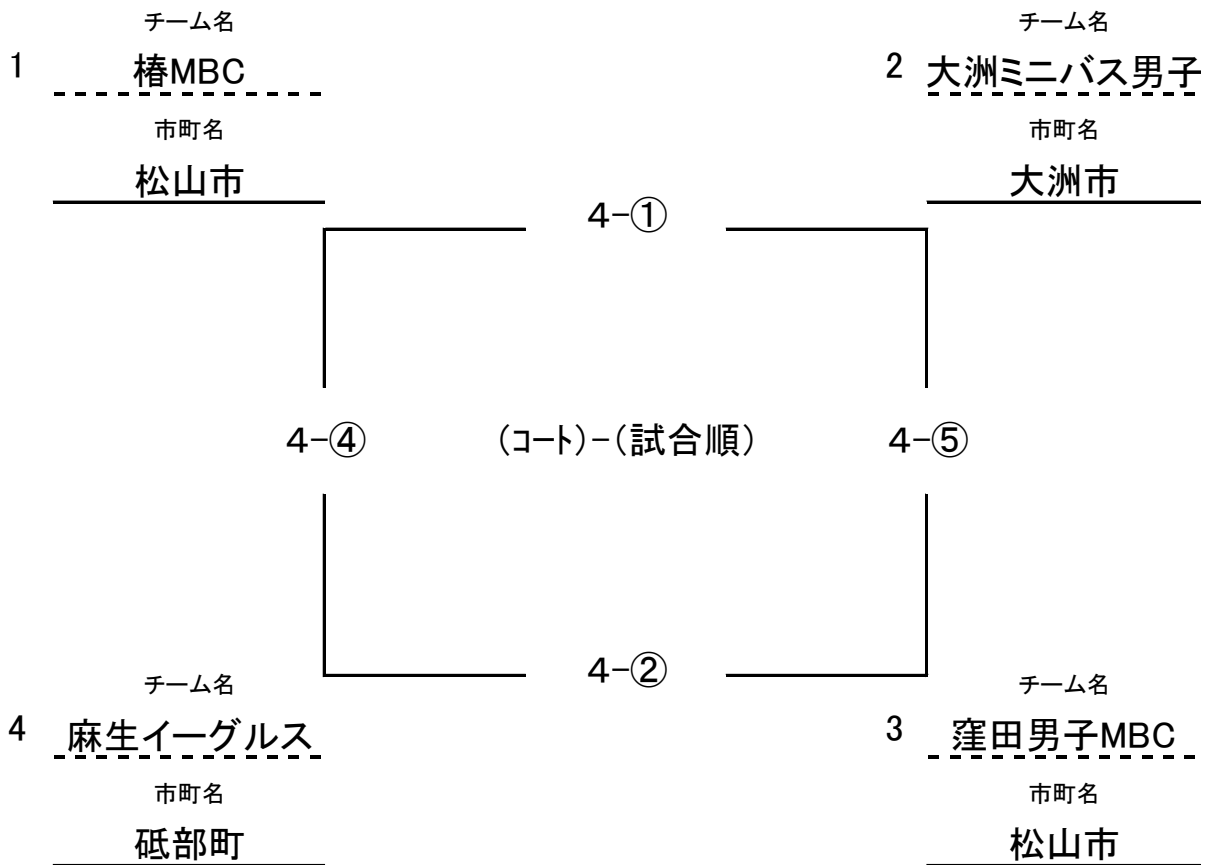 チーム名 チーム名
1 椿MBC 2 大洲ミニバス男子
市町名 市町名
松山市 大洲市
4-①
4-④ (コート)-(試合順) 4-⑤
4-②
チーム名 チーム名
4 麻生イーグルス 3 窪田男子MBC
市町名 市町名
砥部町 松山市